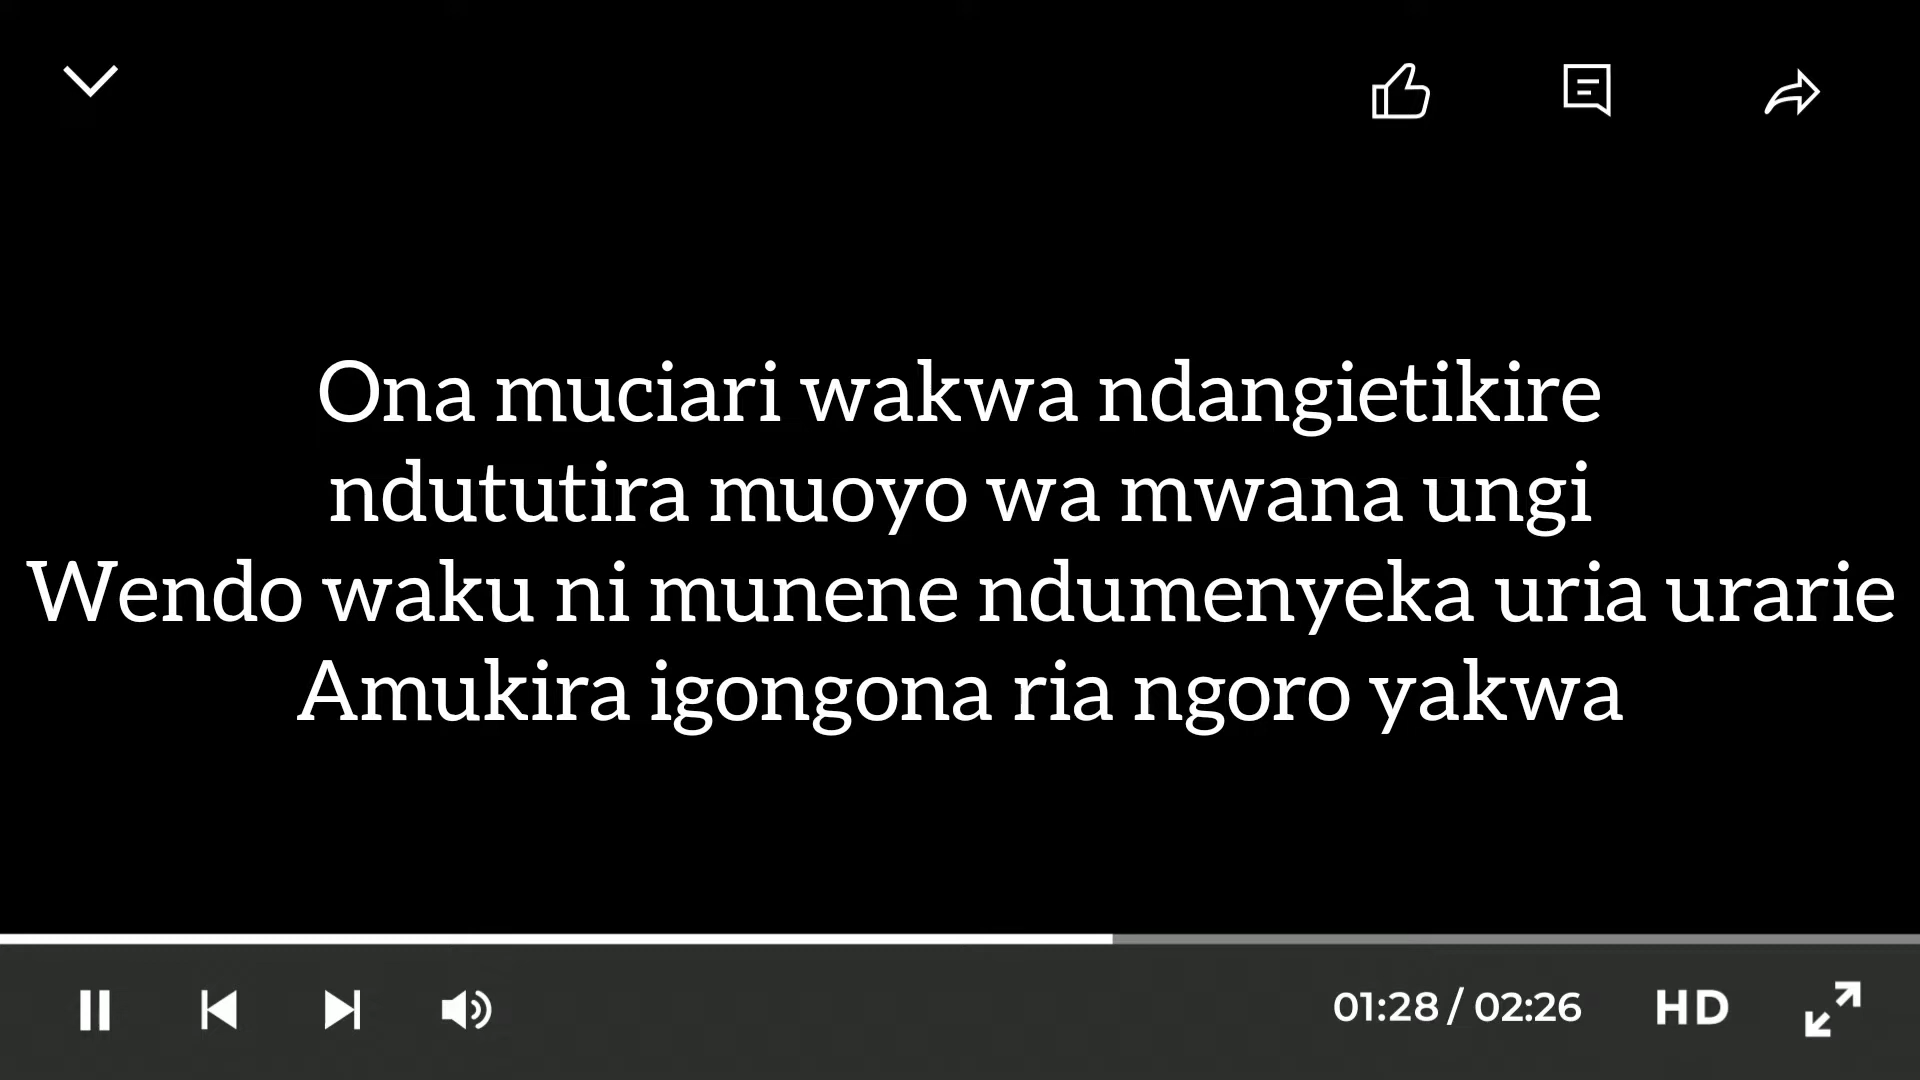 Ona muciari wakwa ndangietikire
ndututira muoyo wa mwana ungi
Wendo waku ni munene ndumenyeka uria urarie
Amukira igongona ria ngoro yakwa
01:28 / 02:26 HD